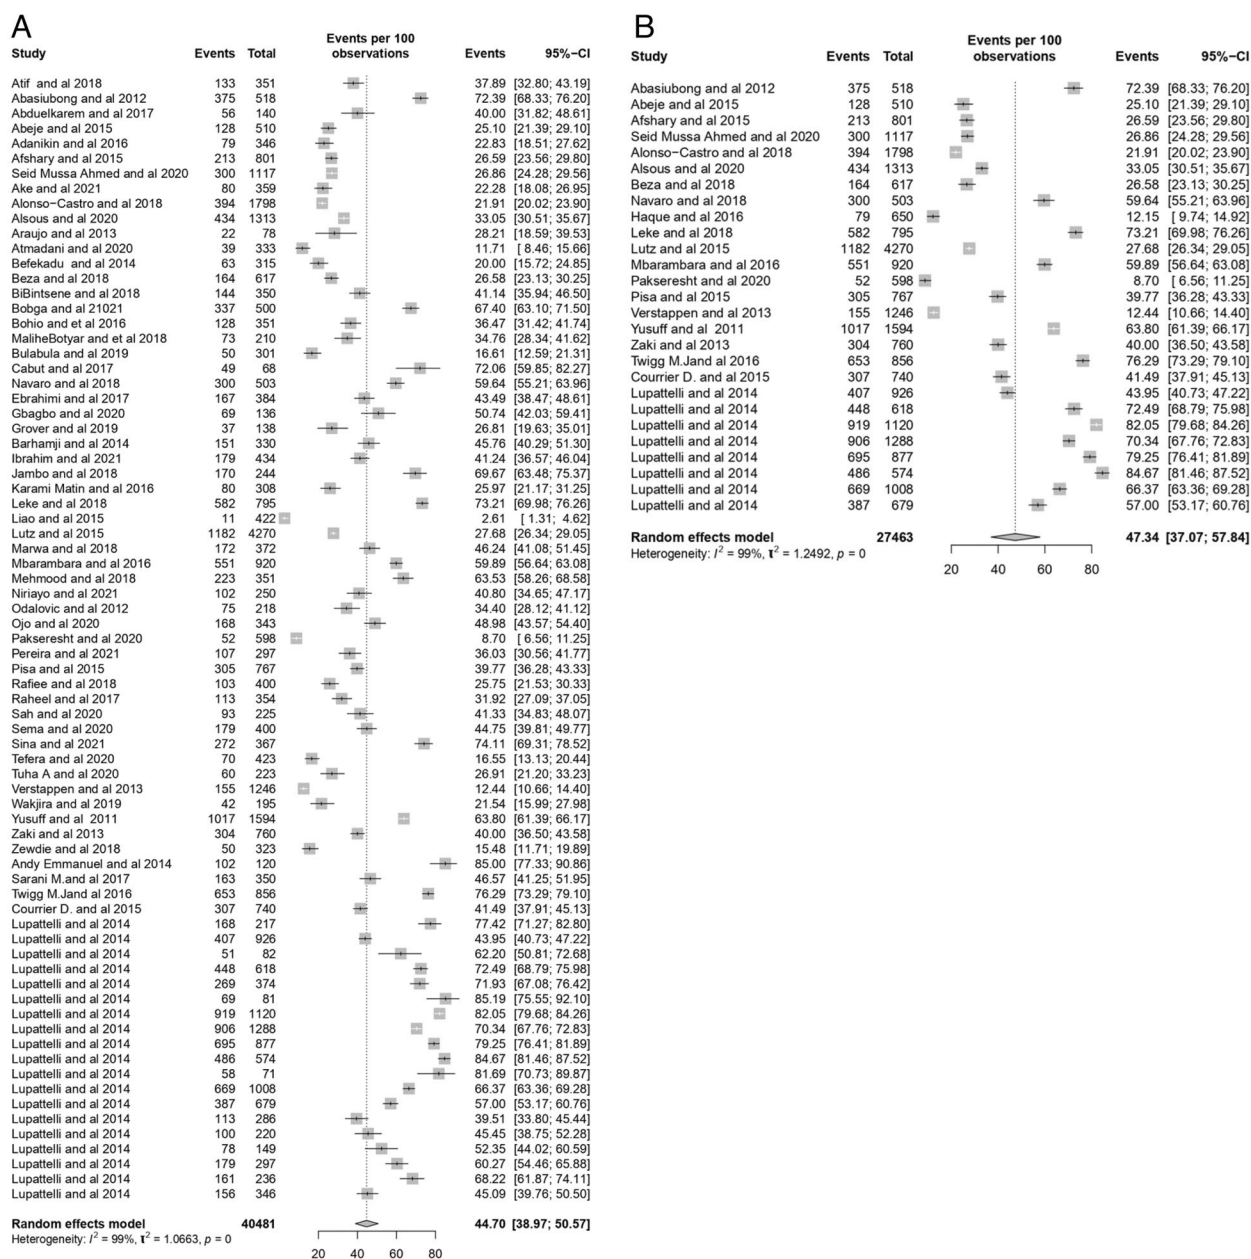 A
Events per 100
Study Events Total observations Events 95%−CI
Atif and al 2018 133 351 37.89 [32.80; 43.19]
Abasiubong and al 2012 375 518 72.39 [68.33; 76.20]
Abduelkarem and al 2017 56 140 40.00 [31.82; 48.61]
Abeje and al 2015 128 510 25.10 [21.39; 29.10]
Adanikin and al 2016 79 346 22.83 [18.51; 27.62]
Afshary and al 2015 213 801 26.59 [23.56; 29.80]
Seid Mussa Ahmed and al 2020 300 1117 26.86 [24.28; 29.56]
Ake and al 2021 80 359 22.28 [18.08; 26.95]
Alonso−Castro and al 2018 394 1798 21.91 [20.02; 23.90]
Alsous and al 2020 434 1313 33.05 [30.51; 35.67]
Araujo and al 2013 22 78 28.21 [18.59; 39.53]
Atmadani and al 2020 39 333 11.71 [ 8.46; 15.66]
Befekadu and al 2014 63 315 20.00 [15.72; 24.85]
Beza and al 2018 164 617 26.58 [23.13; 30.25]
BiBintsene and al 2018 144 350 41.14 [35.94; 46.50]
Bobga and al 21021 337 500 67.40 [63.10; 71.50]
Bohio and et al 2016 128 351 36.47 [31.42; 41.74]
MaliheBotyar and et al 2018 73 210 34.76 [28.34; 41.62]
Bulabula and al 2019 50 301 16.61 [12.59; 21.31]
Cabut and al 2017 49 68 72.06 [59.85; 82.27]
Navaro and al 2018 300 503 59.64 [55.21; 63.96]
Ebrahimi and al 2017 167 384 43.49 [38.47; 48.61]
Gbagbo and al 2020 69 136 50.74 [42.03; 59.41]
Grover and al 2019 37 138 26.81 [19.63; 35.01]
Barhamji and al 2014 151 330 45.76 [40.29; 51.30]
Ibrahim and al 2021 179 434 41.24 [36.57; 46.04]
Jambo and al 2018 170 244 69.67 [63.48; 75.37]
Karami Matin and al 2016 80 308 25.97 [21.17; 31.25]
Leke and al 2018 582 795 73.21 [69.98; 76.26]
Liao and al 2015 11 422 2.61 [ 1.31; 4.62]
Lutz and al 2015 1182 4270 27.68 [26.34; 29.05]
Marwa and al 2018 172 372 46.24 [41.08; 51.45]
Mbarambara and al 2016 551 920 59.89 [56.64; 63.08]
Mehmood and al 2018 223 351 63.53 [58.26; 68.58]
Niriayo and al 2021 102 250 40.80 [34.65; 47.17]
Odalovic and al 2012 75 218 34.40 [28.12; 41.12]
Ojo and al 2020 168 343 48.98 [43.57; 54.40]
Pakseresht and al 2020 52 598 8.70 [ 6.56; 11.25]
Pereira and al 2021 107 297 36.03 [30.56; 41.77]
Pisa and al 2015 305 767 39.77 [36.28; 43.33]
Rafiee and al 2018 103 400 25.75 [21.53; 30.33]
Raheel and al 2017 113 354 31.92 [27.09; 37.05]
Sah and al 2020 93 225 41.33 [34.83; 48.07]
Sema and al 2020 179 400 44.75 [39.81; 49.77]
Sina and al 2021 272 367 74.11 [69.31; 78.52]
Tefera and al 2020 70 423 16.55 [13.13; 20.44]
Tuha A and al 2020 60 223 26.91 [21.20; 33.23]
Verstappen and al 2013 155 1246 12.44 [10.66; 14.40]
Wakjira and al 2019 42 195 21.54 [15.99; 27.98]
Yusuff and al 2011 1017 1594 63.80 [61.39; 66.17]
Zaki and al 2013 304 760 40.00 [36.50; 43.58]
Zewdie and al 2018 50 323 15.48 [11.71; 19.89]
Andy Emmanuel and al 2014 102 120 85.00 [77.33; 90.86]
Sarani M.and al 2017 163 350 46.57 [41.25; 51.95]
Twigg M.Jand al 2016 653 856 76.29 [73.29; 79.10]
Courrier D. and al 2015 307 740 41.49 [37.91; 45.13]
Lupattelli and al 2014 168 217 77.42 [71.27; 82.80]
Lupattelli and al 2014 407 926 43.95 [40.73; 47.22]
Lupattelli and al 2014 51 82 62.20 [50.81; 72.68]
Lupattelli and al 2014 448 618 72.49 [68.79; 75.98]
Lupattelli and al 2014 269 374 71.93 [67.08; 76.42]
Lupattelli and al 2014 69 81 85.19 [75.55; 92.10]
Lupattelli and al 2014 919 1120 82.05 [79.68; 84.26]
Lupattelli and al 2014 906 1288 70.34 [67.76; 72.83]
Lupattelli and al 2014 695 877 79.25 [76.41; 81.89]
Lupattelli and al 2014 486 574 84.67 [81.46; 87.52]
Lupattelli and al 2014 58 71 81.69 [70.73; 89.87]
Lupattelli and al 2014 669 1008 66.37 [63.36; 69.28]
Lupattelli and al 2014 387 679 57.00 [53.17; 60.76]
Lupattelli and al 2014 113 286 39.51 [33.80; 45.44]
Lupattelli and al 2014 100 220 45.45 [38.75; 52.28]
Lupattelli and al 2014 78 149 52.35 [44.02; 60.59]
Lupattelli and al 2014 179 297 60.27 [54.46; 65.88]
Lupattelli and al 2014 161 236 68.22 [61.87; 74.11]
Lupattelli and al 2014 156 346 45.09 [39.76; 50.50]
Random effects model 40481 44.70 [38.97; 50.57]
Heterogeneity: I² = 99%, τ² = 1.0663, p = 0
20 40 60 80
B
Events per 100
Study Events Total observations Events 95%−CI
Abasiubong and al 2012 375 518 72.39 [68.33; 76.20]
Abeje and al 2015 128 510 25.10 [21.39; 29.10]
Afshary and al 2015 213 801 26.59 [23.56; 29.80]
Seid Mussa Ahmed and al 2020 300 1117 26.86 [24.28; 29.56]
Alonso−Castro and al 2018 394 1798 21.91 [20.02; 23.90]
Alsous and al 2020 434 1313 33.05 [30.51; 35.67]
Beza and al 2018 164 617 26.58 [23.13; 30.25]
Navaro and al 2018 300 503 59.64 [55.21; 63.96]
Haque and al 2016 79 650 12.15 [ 9.74; 14.92]
Leke and al 2018 582 795 73.21 [69.98; 76.26]
Lutz and al 2015 1182 4270 27.68 [26.34; 29.05]
Mbarambara and al 2016 551 920 59.89 [56.64; 63.08]
Pakseresht and al 2020 52 598 8.70 [ 6.56; 11.25]
Pisa and al 2015 305 767 39.77 [36.28; 43.33]
Verstappen and al 2013 155 1246 12.44 [10.66; 14.40]
Yusuff and al 2011 1017 1594 63.80 [61.39; 66.17]
Zaki and al 2013 304 760 40.00 [36.50; 43.58]
Twigg M.Jand al 2016 653 856 76.29 [73.29; 79.10]
Courrier D. and al 2015 307 740 41.49 [37.91; 45.13]
Lupattelli and al 2014 407 926 43.95 [40.73; 47.22]
Lupattelli and al 2014 448 618 72.49 [68.79; 75.98]
Lupattelli and al 2014 919 1120 82.05 [79.68; 84.26]
Lupattelli and al 2014 906 1288 70.34 [67.76; 72.83]
Lupattelli and al 2014 695 877 79.25 [76.41; 81.89]
Lupattelli and al 2014 486 574 84.67 [81.46; 87.52]
Lupattelli and al 2014 669 1008 66.37 [63.36; 69.28]
Lupattelli and al 2014 387 679 57.00 [53.17; 60.76]
Random effects model 27463 47.34 [37.07; 57.84]
Heterogeneity: I² = 99%, τ² = 1.2492, p = 0
20 40 60 80